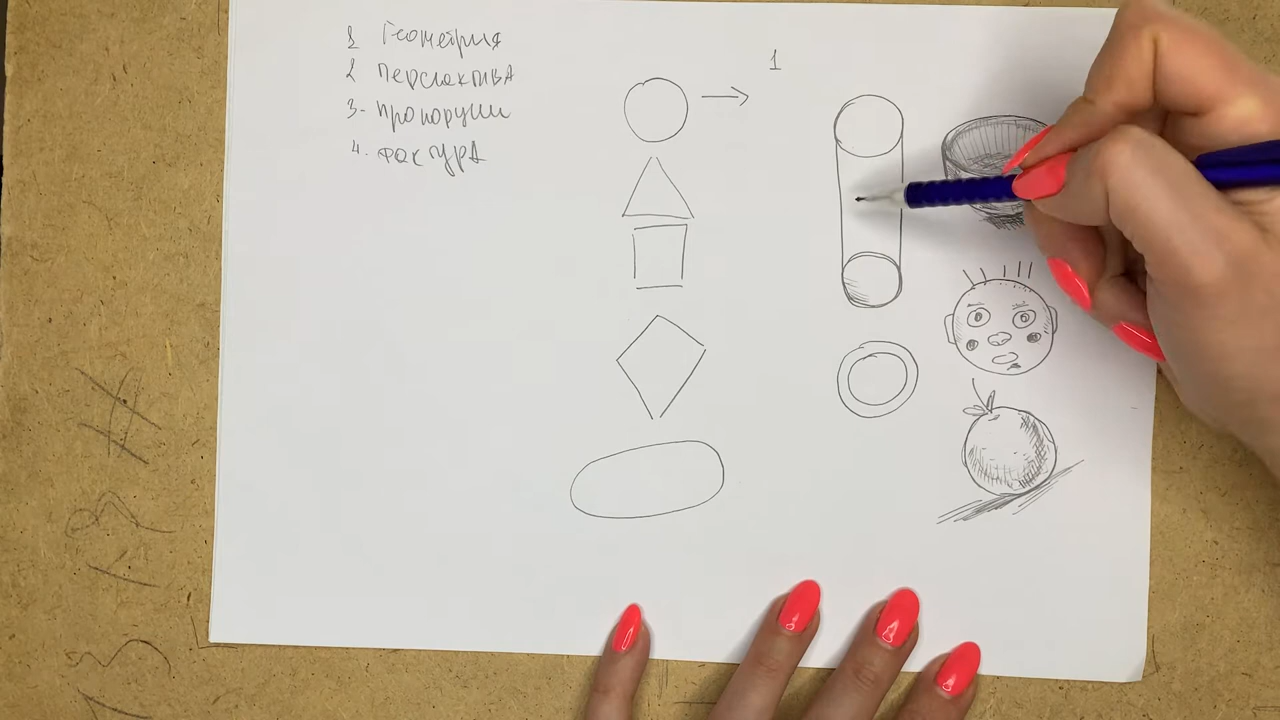 1 Геометрия
2 перспектива
3- пропорции
4. фактура
1